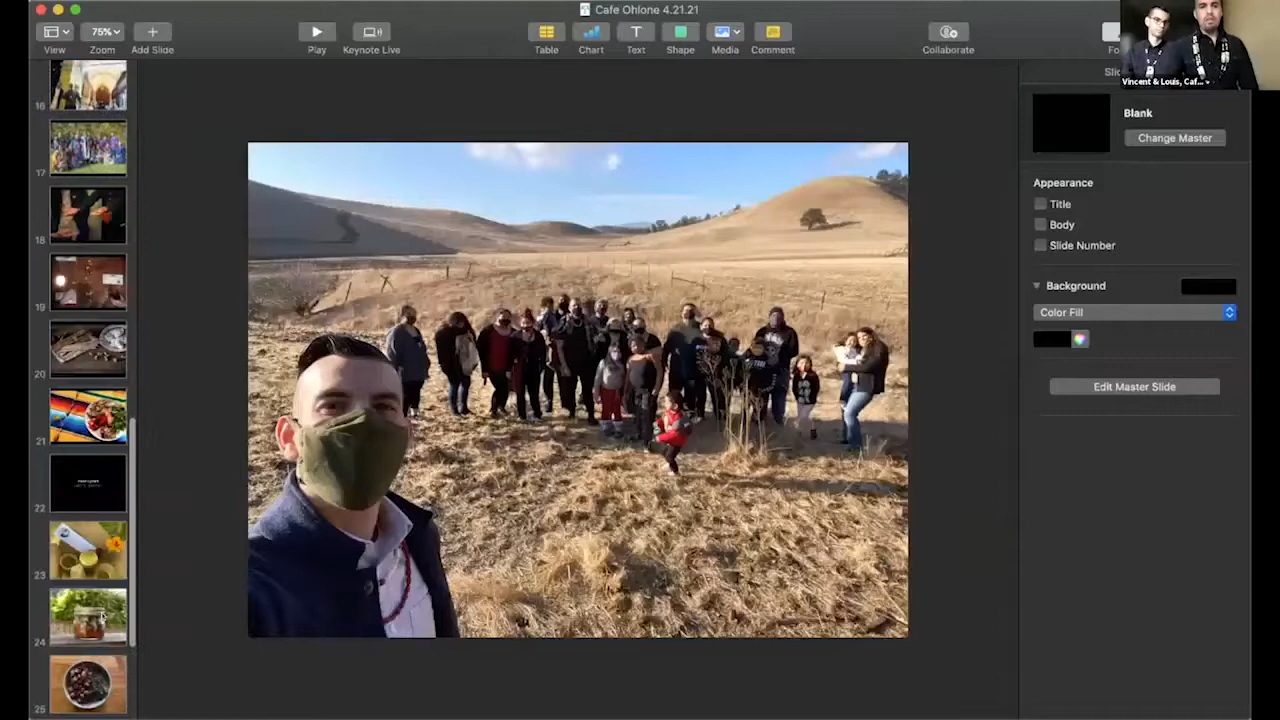 Cafe Ohlone 4.21.21
75%
View
Zoom
Add Slide
Play
Keynote Live
Table
Chart
Text
Shape
Media
Comment
Collaborate
Fo
Vincent & Louis, Caf...
Slid
Blank
Change Master
Appearance
Title
Body
Slide Number
Background
Color Fill
Edit Master Slide
16
17
18
19
20
21
22
23
24
25